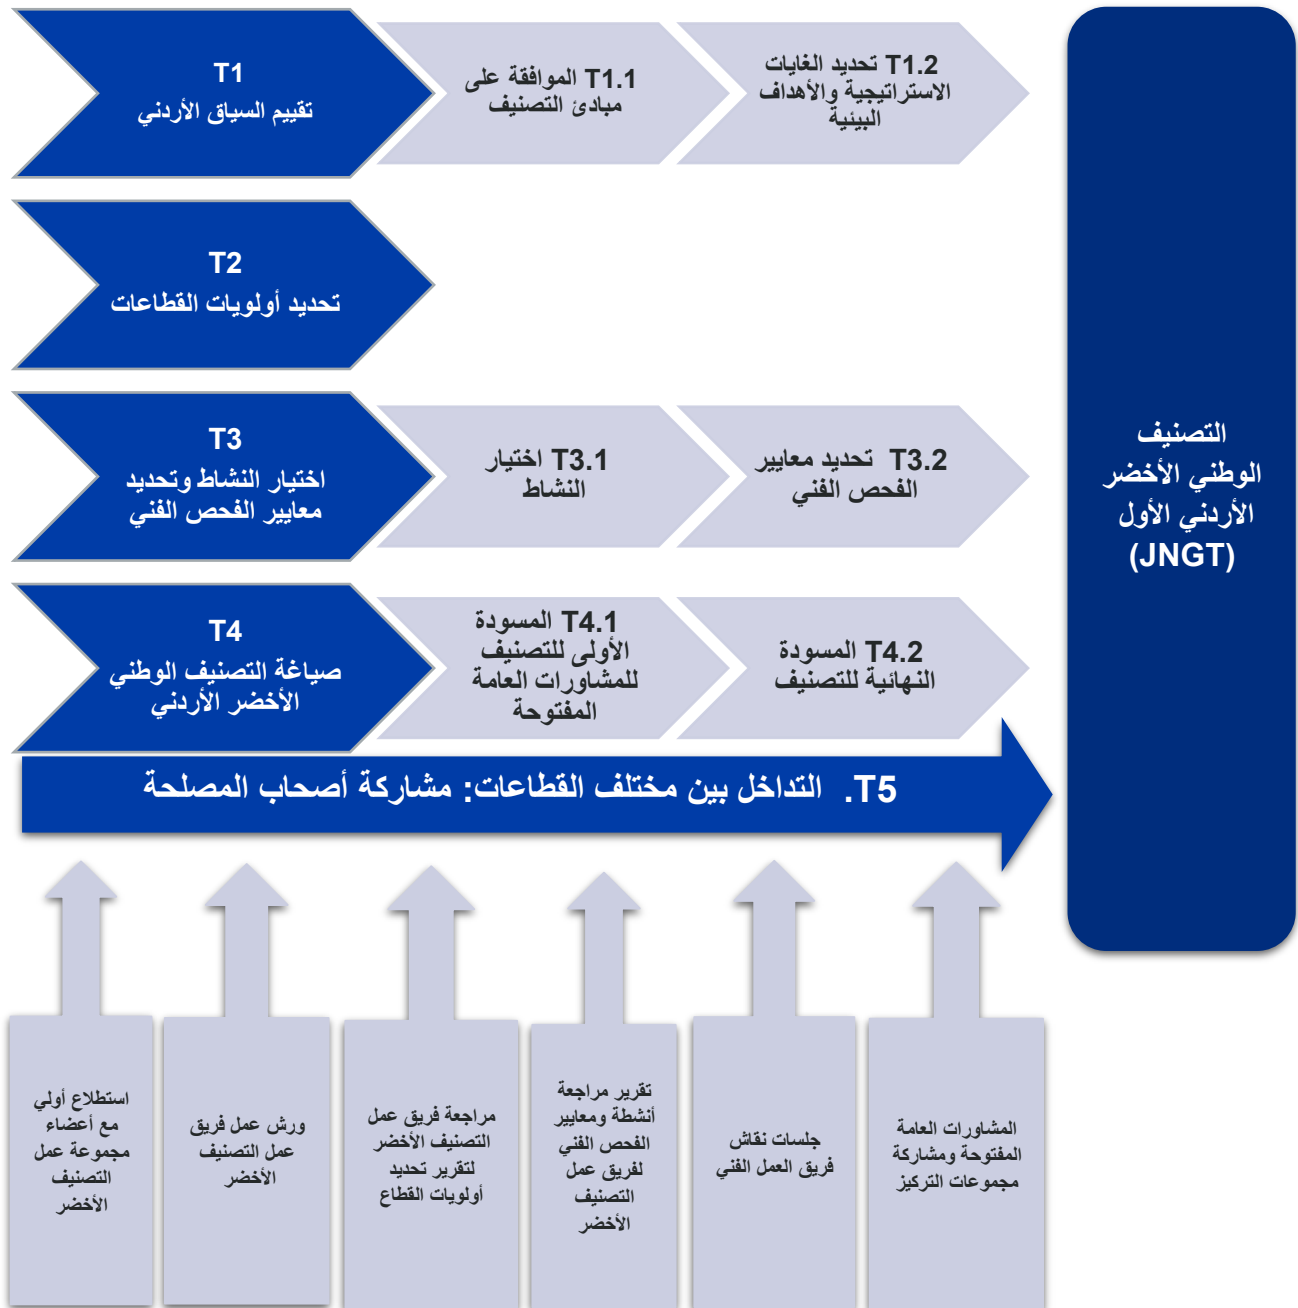 T1
تقييم السياق الأردني
T1.1 الموافقة على
مبادئ التصنيف
T1.2 تحديد الغايات
الاستراتيجية والأهداف
البيئية
T2
تحديد أولويات القطاعات
T3
اختيار النشاط وتحديد
معايير الفحص الفني
T3.1 اختيار
النشاط
T3.2 تحديد معايير
الفحص الفني
T4
صياغة التصنيف الوطني
الأخضر الأردني
T4.1 المسودة
الأولى للتصنيف
للمشاورات العامة
المفتوحة
T4.2 المسودة
النهائية للتصنيف
التصنيف
الوطني الأخضر
الأردني الأول
(JNGT)
T5. التداخل بين مختلف القطاعات: مشاركة أصحاب المصلحة
استطلاع أولي
مع أعضاء
مجموعة عمل
التصنيف
الأخضر
ورش عمل فريق
عمل التصنيف
الأخضر
مراجعة فريق عمل
التصنيف الأخضر
لتقرير تحديد
أولويات القطاع
تقرير مراجعة
أنشطة ومعايير
الفحص الفني
لفريق عمل
التصنيف
الأخضر
جلسات نقاش
فريق العمل الفني
المشاورات العامة
المفتوحة ومشاركة
مجموعات التركيز